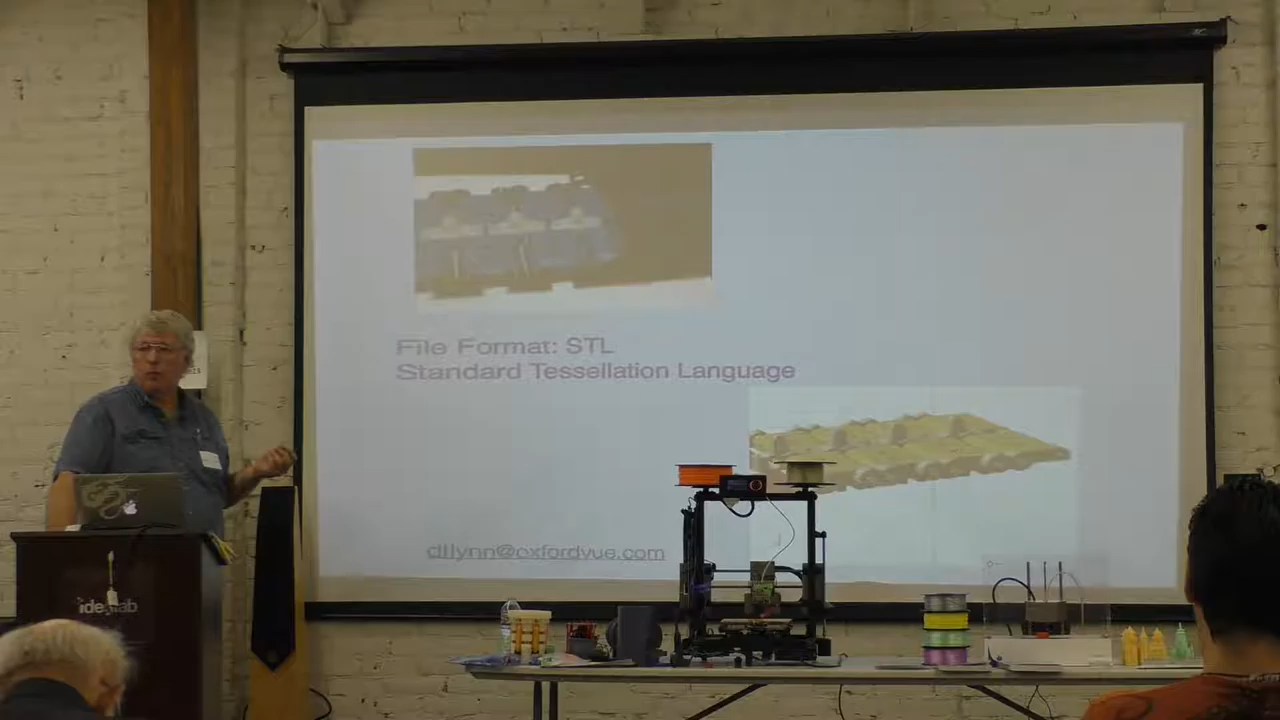 File Format: STL
Standard Tessellation Language
dflynn@oxfordvue.com
idealab